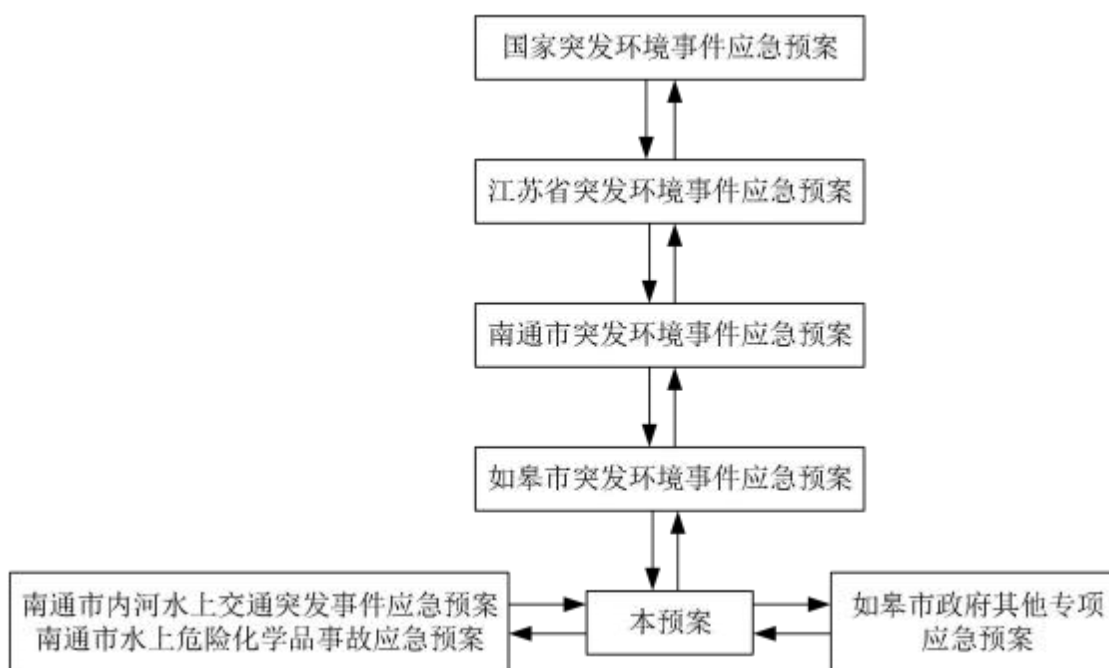 国家突发环境事件应急预案
江苏省突发环境事件应急预案
南通市突发环境事件应急预案
如皋市突发环境事件应急预案
南通市内河水上交通突发事件应急预案
南通市水上危险化学品事故应急预案
本预案
如皋市政府其他专项
应急预案